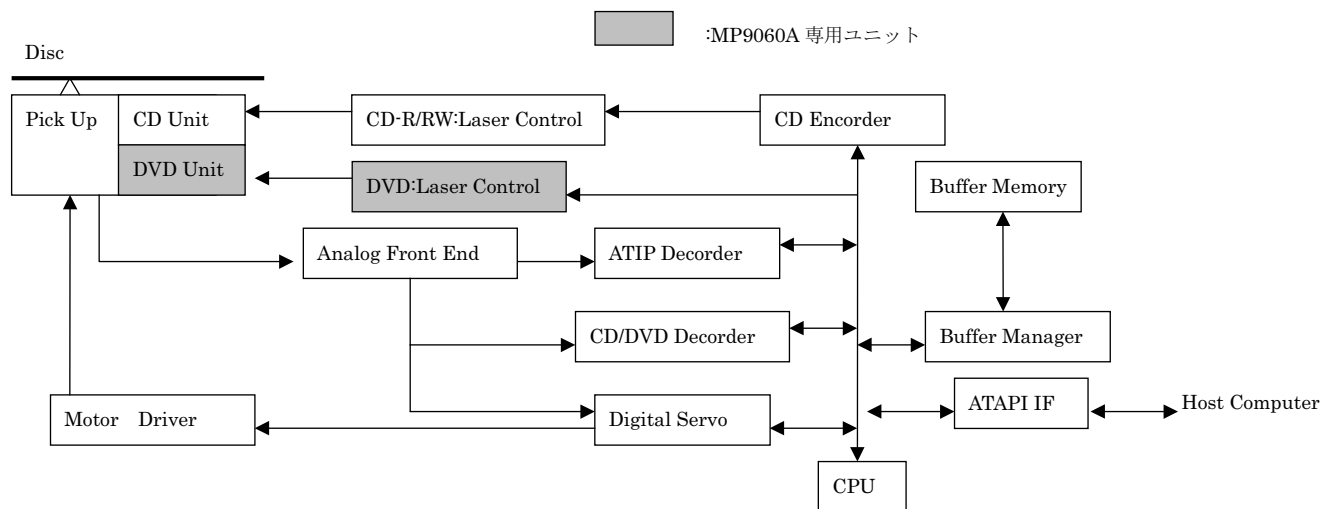 :MP9060A 専用ユニット
Disc
Pick Up
CD Unit
CD-R/RW:Laser Control
CD Encorder
DVD Unit
DVD:Laser Control
Buffer Memory
Analog Front End
ATIP Decorder
CD/DVD Decorder
Buffer Manager
Motor　Driver
Digital Servo
ATAPI IF
Host Computer
CPU